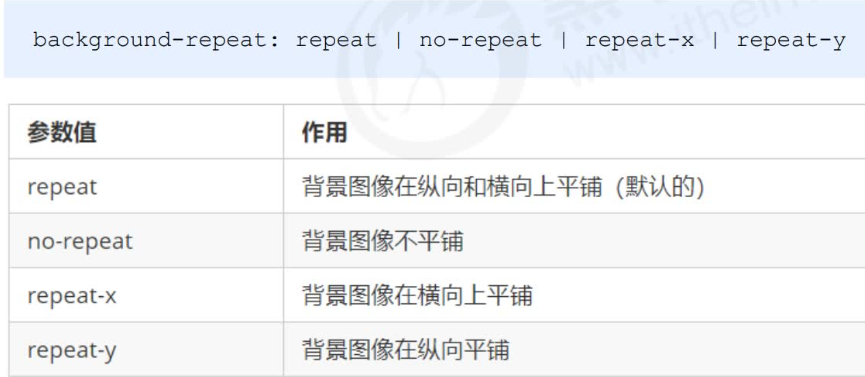 background-repeat: repeat | no-repeat | repeat-x | repeat-y
参数值 作用
repeat 背景图像在纵向和横向上平铺（默认的）
no-repeat 背景图像不平铺
repeat-x 背景图像在横向上平铺
repeat-y 背景图像在纵向平铺